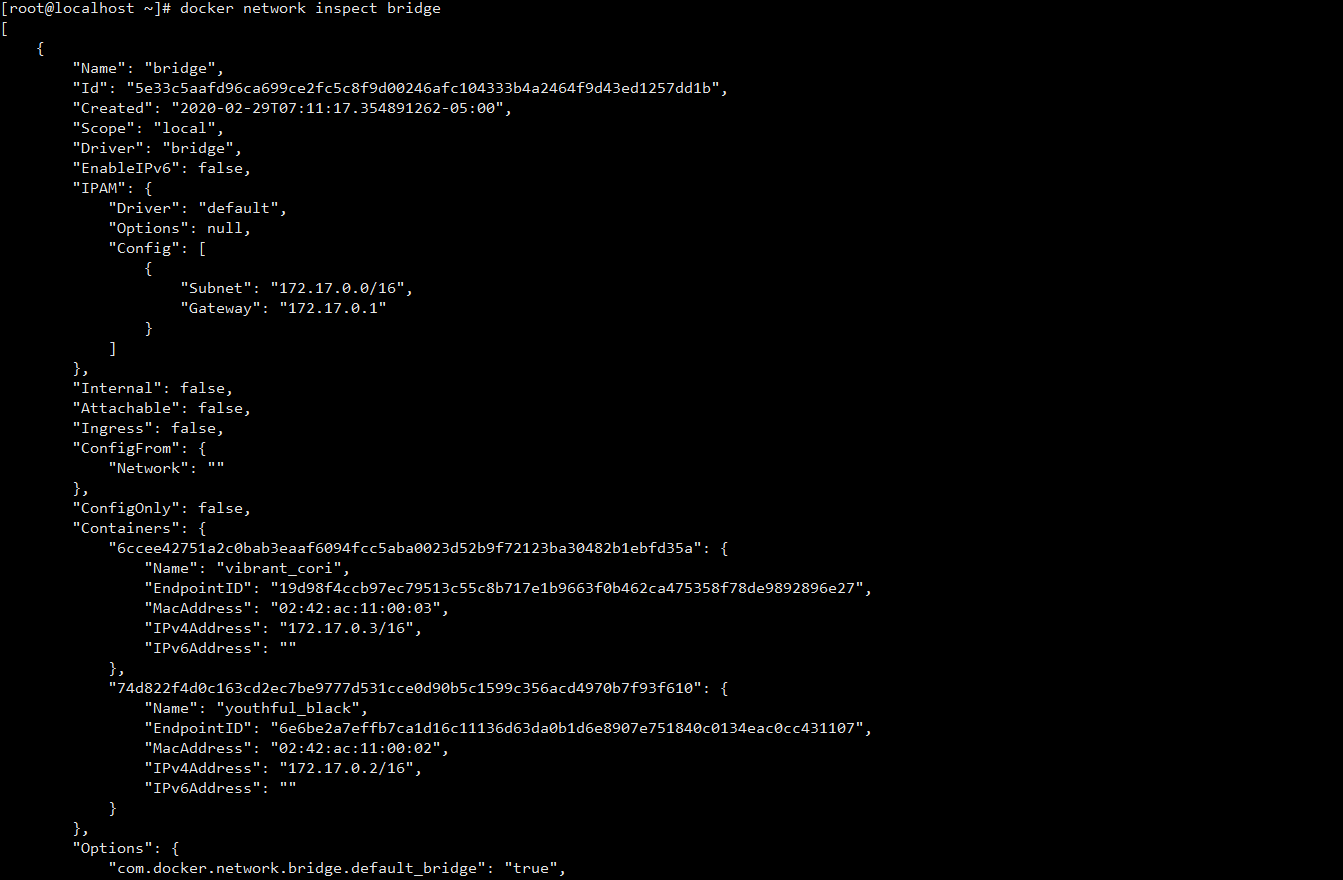 [root@localhost ~]# docker network inspect bridge
[
    {
        "Name": "bridge",
        "Id": "5e33c5aafd96ca699ce2fc5c8f9d00246afc104333b4a2464f9d43ed1257dd1b",
        "Created": "2020-02-29T07:11:17.354891262-05:00",
        "Scope": "local",
        "Driver": "bridge",
        "EnableIPv6": false,
        "IPAM": {
            "Driver": "default",
            "Options": null,
            "Config": [
                {
                    "Subnet": "172.17.0.0/16",
                    "Gateway": "172.17.0.1"
                }
            ]
        },
        "Internal": false,
        "Attachable": false,
        "Ingress": false,
        "ConfigFrom": {
            "Network": ""
        },
        "ConfigOnly": false,
        "Containers": {
            "6ccee42751a2c0bab3eaaf6094fcc5aba0023d52b9f72123ba30482b1ebfd35a": {
                "Name": "vibrant_cori",
                "EndpointID": "19d98f4ccb97ec79513c55c8b717e1b9663f0b462ca475358f78de9892896e27",
                "MacAddress": "02:42:ac:11:00:03",
                "IPv4Address": "172.17.0.3/16",
                "IPv6Address": ""
            },
            "74d822f4d0c163cd2ec7be9777d531cce0d90b5c1599c356acd4970b7f93f610": {
                "Name": "youthful_black",
                "EndpointID": "6e6be2a7effb7ca1d16c11136d63da0b1d6e8907e751840c0134eac0cc431107",
                "MacAddress": "02:42:ac:11:00:02",
                "IPv4Address": "172.17.0.2/16",
                "IPv6Address": ""
            }
        },
        "Options": {
            "com.docker.network.bridge.default_bridge": "true",